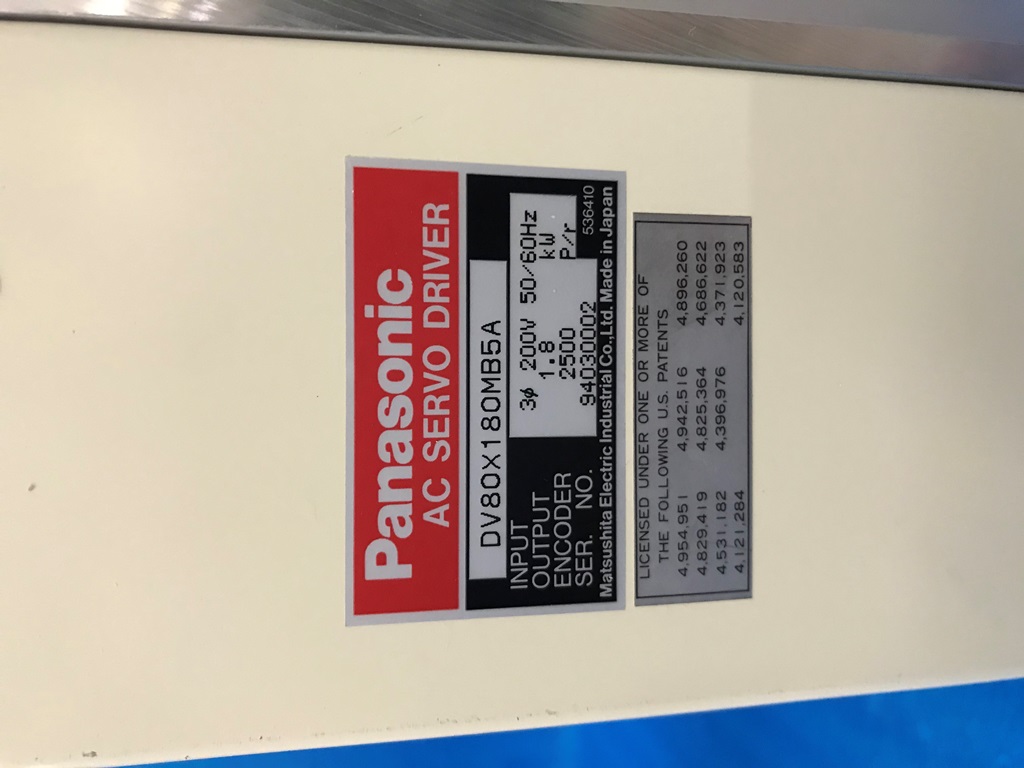 Panasonic
AC SERVO DRIVER
DV80X180MB5A
INPUT 3φ 200V 50/60Hz
OUTPUT 1.8 kW
ENCODER 2500 P/r
SER. NO. 94030002 536410
Matsushita Electric Industrial Co.,Ltd. Made in Japan
LICENSED UNDER ONE OR MORE OF
THE FOLLOWING U.S. PATENTS
4,954,951 4,942,516 4,896,260
4,829,419 4,825,364 4,686,622
4,531,182 4,396,976 4,371,923
4,121,284 4,120,583